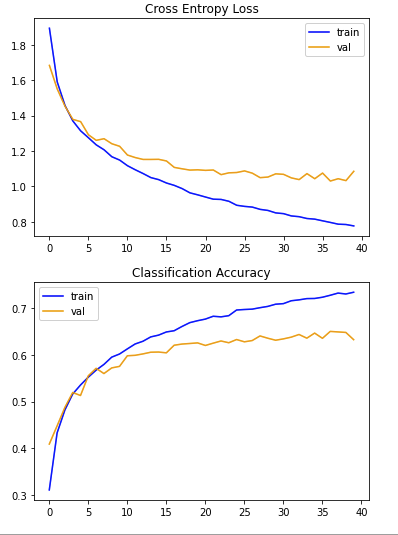 Cross Entropy Loss
train
val
1.8
1.6
1.4
1.2
1.0
0.8
0 5 10 15 20 25 30 35 40
Classification Accuracy
train
val
0.7
0.6
0.5
0.4
0.3
0 5 10 15 20 25 30 35 40